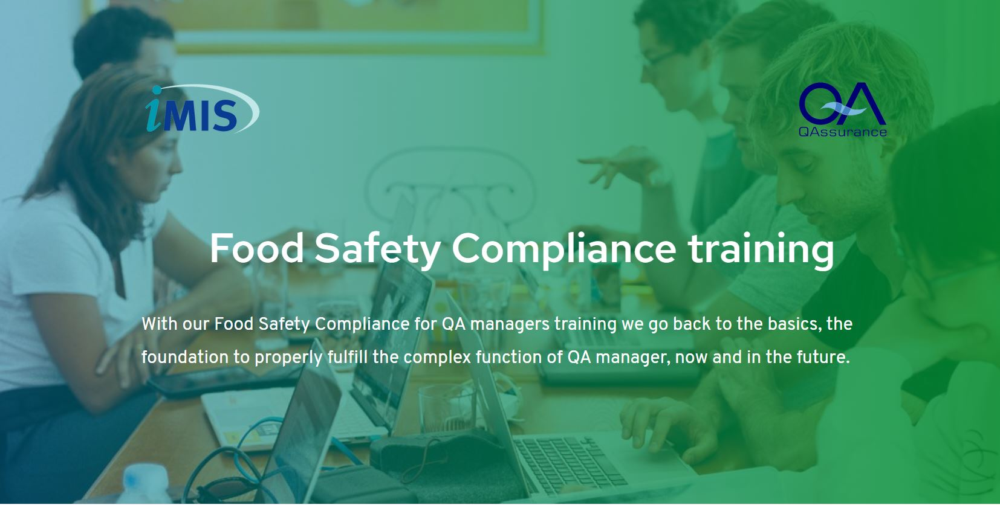 iMIS
QA
QAssurance
Food Safety Compliance training
With our Food Safety Compliance for QA managers training we go back to the basics, the
foundation to properly fulfill the complex function of QA manager, now and in the future.